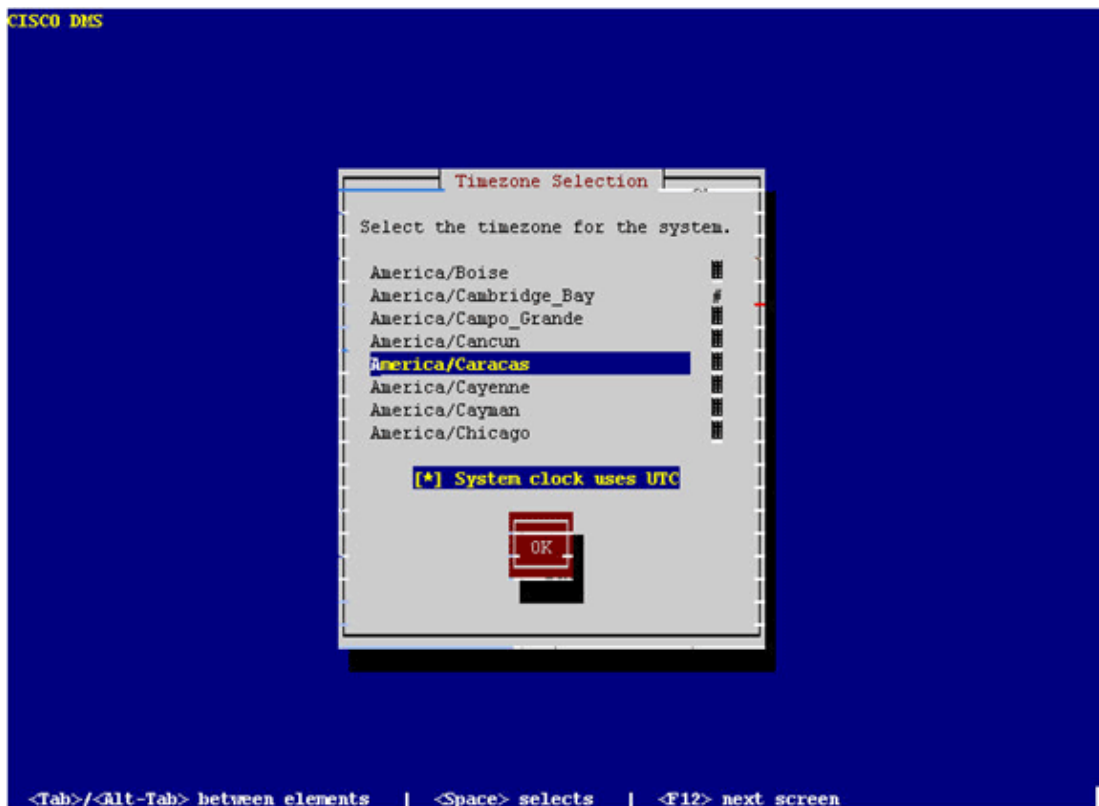 CISCO DMS
Timezone Selection
Select the timezone for the system.
America/Boise
America/Cambridge_Bay #
America/Campo_Grande
America/Cancun
America/Caracas
America/Cayenne
America/Cayman
America/Chicago
[*] System clock uses UTC
OK
<Tab>/<Alt-Tab> between elements | <Space> selects | <F12> next screen